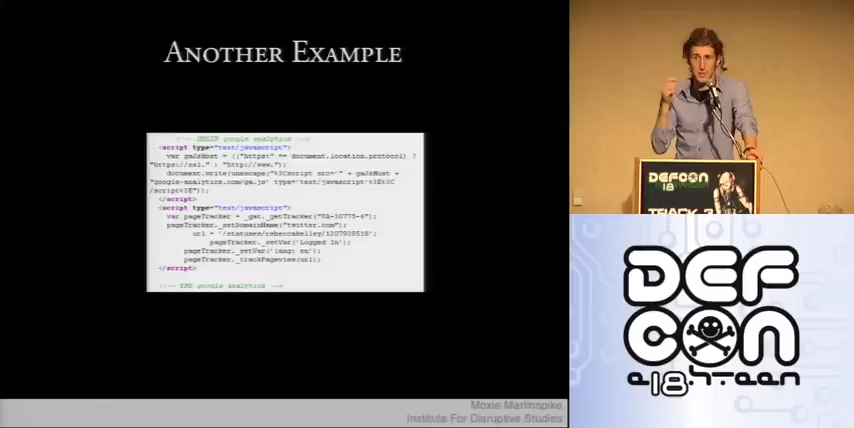 ANOTHER EXAMPLE
<!-- BEGIN google analytics -->
<script type="text/javascript">
var gaJsHost = (("https:" == document.location.protocol) ?
"https://ssl." : "http://www.");
document.write(unescape("%3Cscript src='" + gaJsHost +
"google-analytics.com/ga.js' type='text/javascript'%3E%3C
/script%3E"));
</script>
<script type="text/javascript">
var pageTracker = _gat._getTracker("UA-30775-6");
pageTracker._setDomainName("twitter.com");
url = '/statuses/rebeccakelley/1207938518';
pageTracker._setVar('Logged In');
pageTracker._setVar('lang: en');
pageTracker._trackPageview(url);
</script>
<!-- END google analytics -->
Moxie Marlinspike
Institute For Disruptive Studies
DEFCON
18
TRACK 3
DEF
CON
e18h.teen